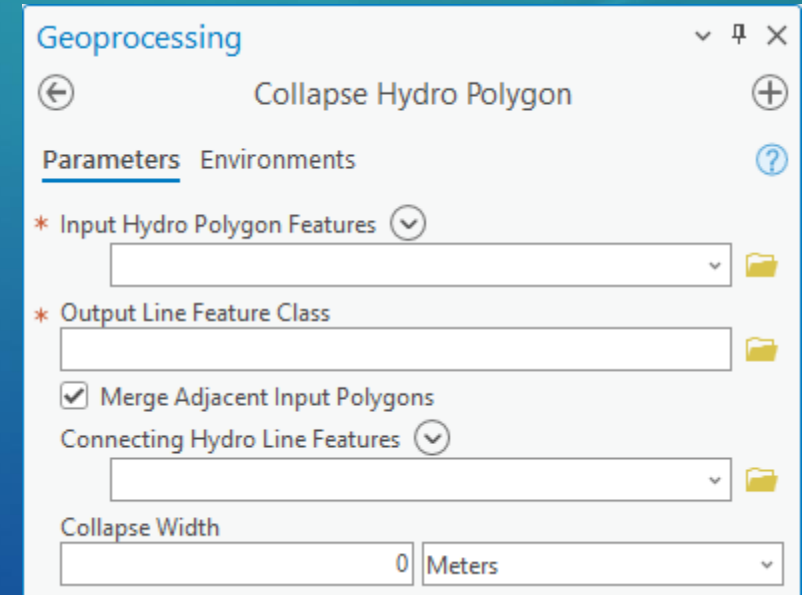 Geoprocessing
Collapse Hydro Polygon
Parameters Environments
* Input Hydro Polygon Features
* Output Line Feature Class
Merge Adjacent Input Polygons
Connecting Hydro Line Features
Collapse Width
0 Meters